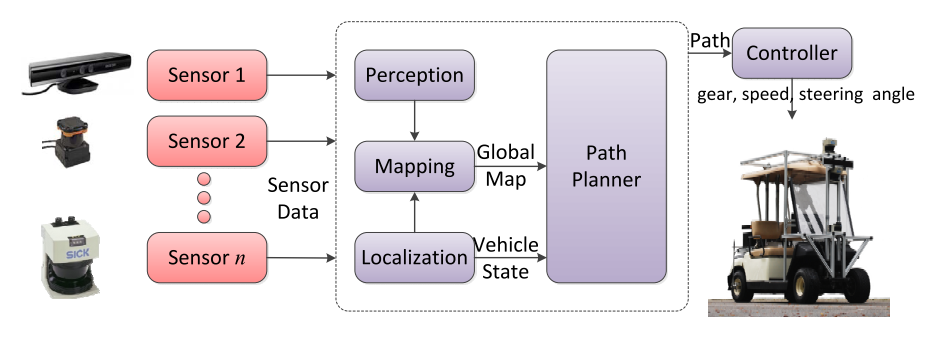 Sensor 1
Sensor 2
Sensor n
SICK
Sensor
Data
Perception
Mapping
Localization
Global
Map
Vehicle
State
Path
Planner
Path
Controller
gear, speed, steering angle